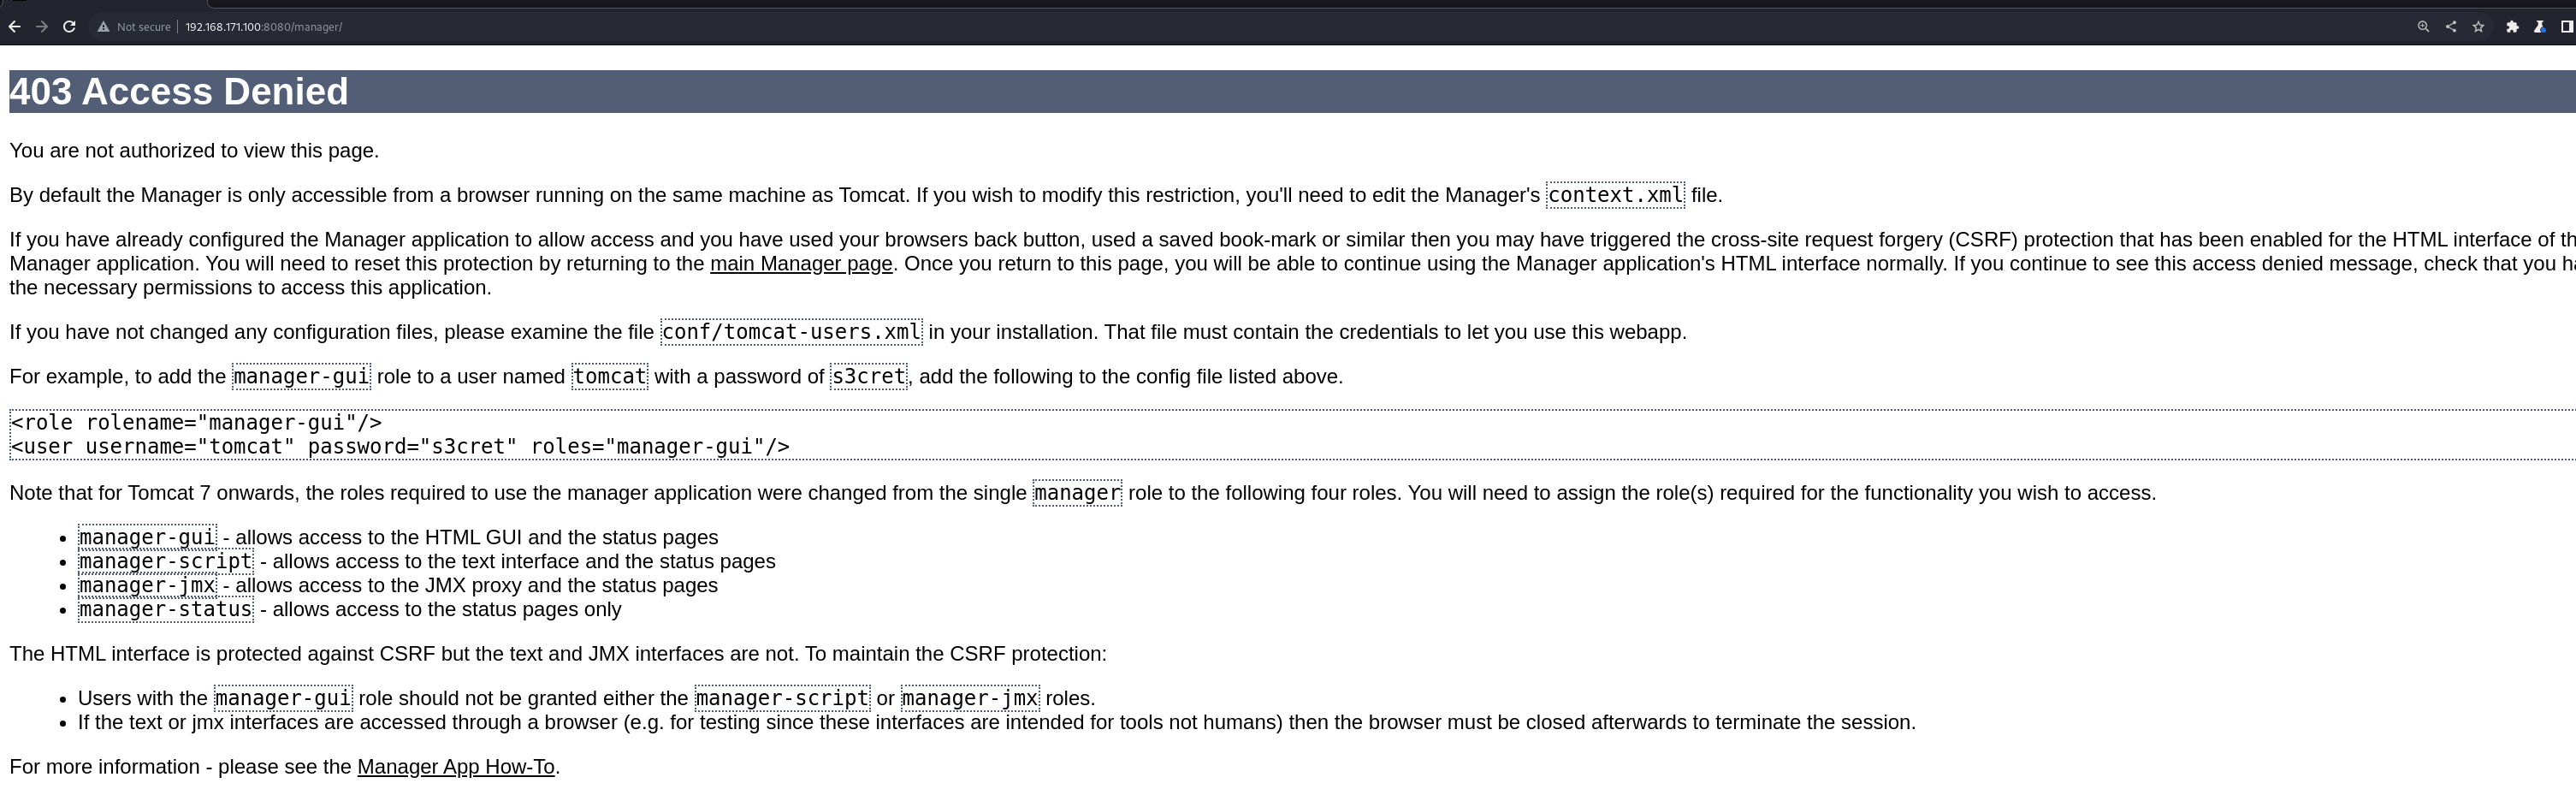 Not secure | 192.168.171.100:8080/manager/
403 Access Denied
You are not authorized to view this page.
By default the Manager is only accessible from a browser running on the same machine as Tomcat. If you wish to modify this restriction, you'll need to edit the Manager's context.xml file.
If you have already configured the Manager application to allow access and you have used your browsers back button, used a saved book-mark or similar then you may have triggered the cross-site request forgery (CSRF) protection that has been enabled for the HTML interface of th
Manager application. You will need to reset this protection by returning to the main Manager page. Once you return to this page, you will be able to continue using the Manager application's HTML interface normally. If you continue to see this access denied message, check that you ha
the necessary permissions to access this application.
If you have not changed any configuration files, please examine the file conf/tomcat-users.xml in your installation. That file must contain the credentials to let you use this webapp.
For example, to add the manager-gui role to a user named tomcat with a password of s3cret, add the following to the config file listed above.
<role rolename="manager-gui"/>
<user username="tomcat" password="s3cret" roles="manager-gui"/>
Note that for Tomcat 7 onwards, the roles required to use the manager application were changed from the single manager role to the following four roles. You will need to assign the role(s) required for the functionality you wish to access.
• manager-gui - allows access to the HTML GUI and the status pages
• manager-script - allows access to the text interface and the status pages
• manager-jmx - allows access to the JMX proxy and the status pages
• manager-status - allows access to the status pages only
The HTML interface is protected against CSRF but the text and JMX interfaces are not. To maintain the CSRF protection:
• Users with the manager-gui role should not be granted either the manager-script or manager-jmx roles.
• If the text or jmx interfaces are accessed through a browser (e.g. for testing since these interfaces are intended for tools not humans) then the browser must be closed afterwards to terminate the session.
For more information - please see the Manager App How-To.